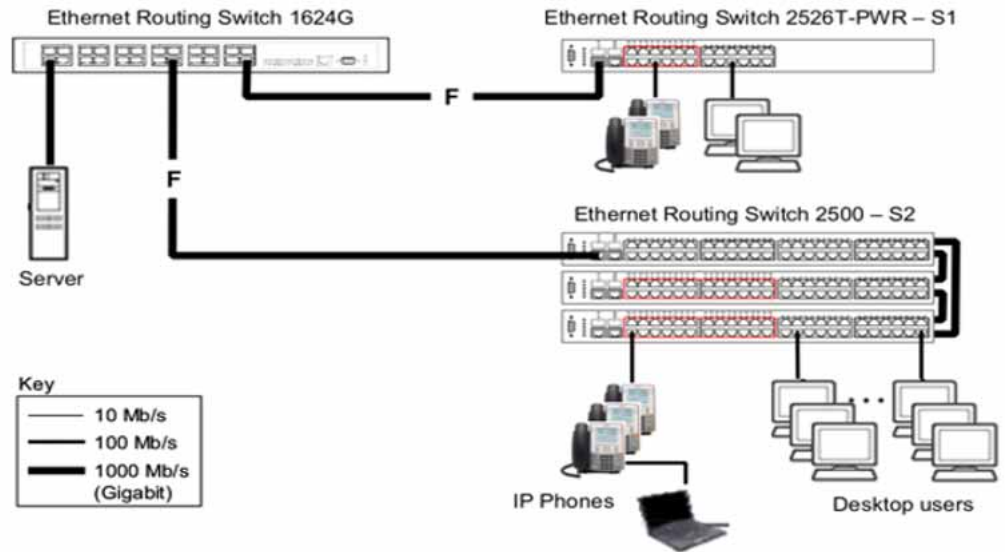 Ethernet Routing Switch 1624G
Ethernet Routing Switch 2526T-PWR – S1
F
F
Server
Ethernet Routing Switch 2500 – S2
Key
10 Mb/s
100 Mb/s
1000 Mb/s
(Gigabit)
IP Phones
Desktop users